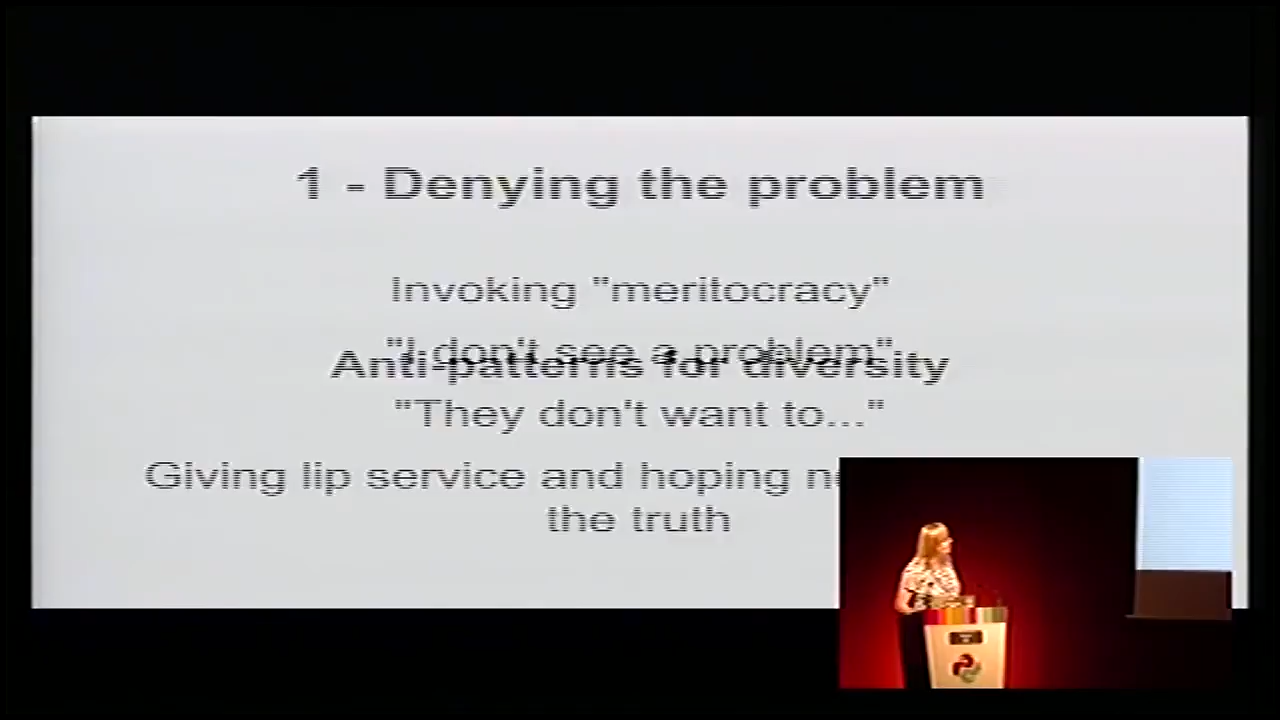 1 - Denying the problem
Invoking "meritocracy"
"I don't see a problem"
Anti-patterns for diversity
"They don't want to..."
Giving lip service and hoping
the truth